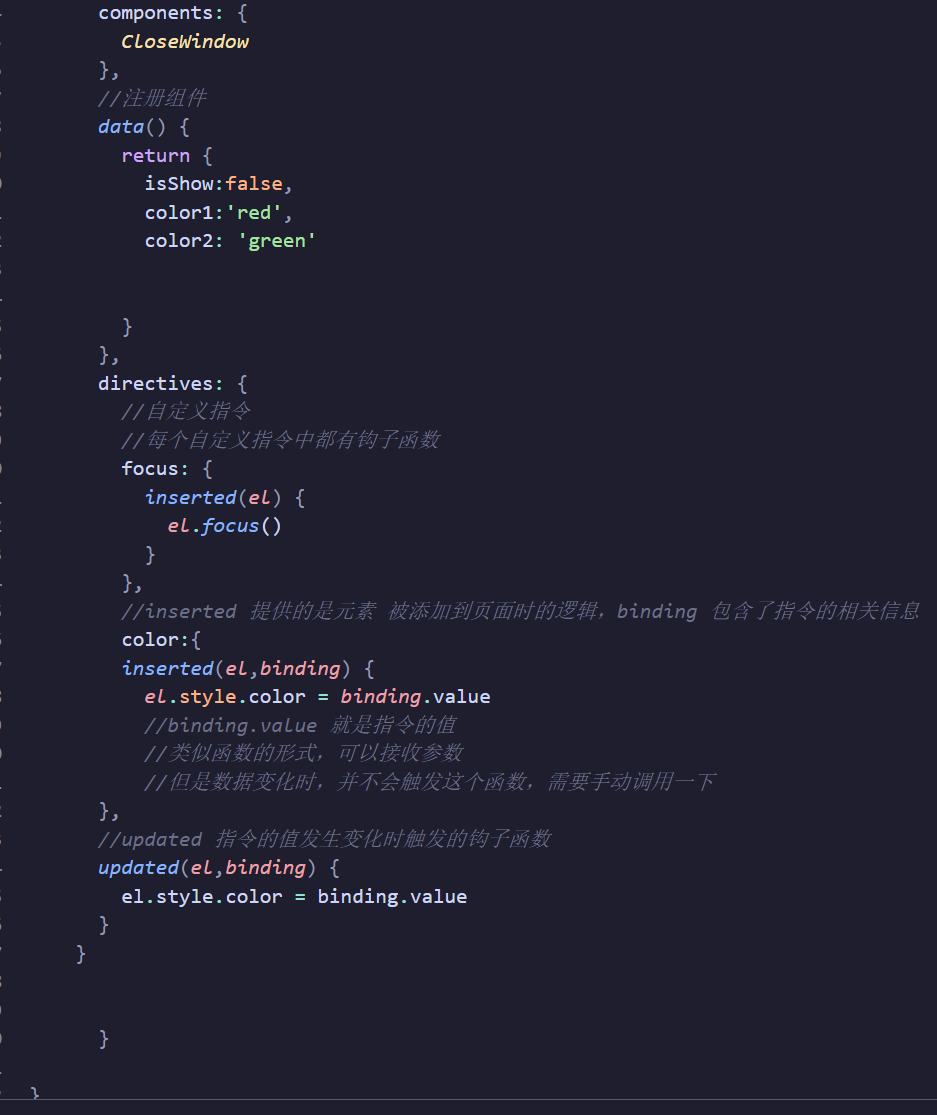 components: {
CloseWindow
},
//注册组件
data() {
return {
isShow:false,
color1:'red',
color2: 'green'
}
},
directives: {
//自定义指令
//每个自定义指令中都有钩子函数
focus: {
inserted(el) {
el.focus()
}
},
//inserted 提供的是元素 被添加到页面时的逻辑，binding 包含了指令的相关信息
color:{
inserted(el,binding) {
el.style.color = binding.value
//binding.value 就是指令的值
//类似函数的形式，可以接收参数
//但是数据变化时，并不会触发这个函数，需要手动调用一下
},
//updated 指令的值发生变化时触发的钩子函数
updated(el,binding) {
el.style.color = binding.value
}
}
}
}